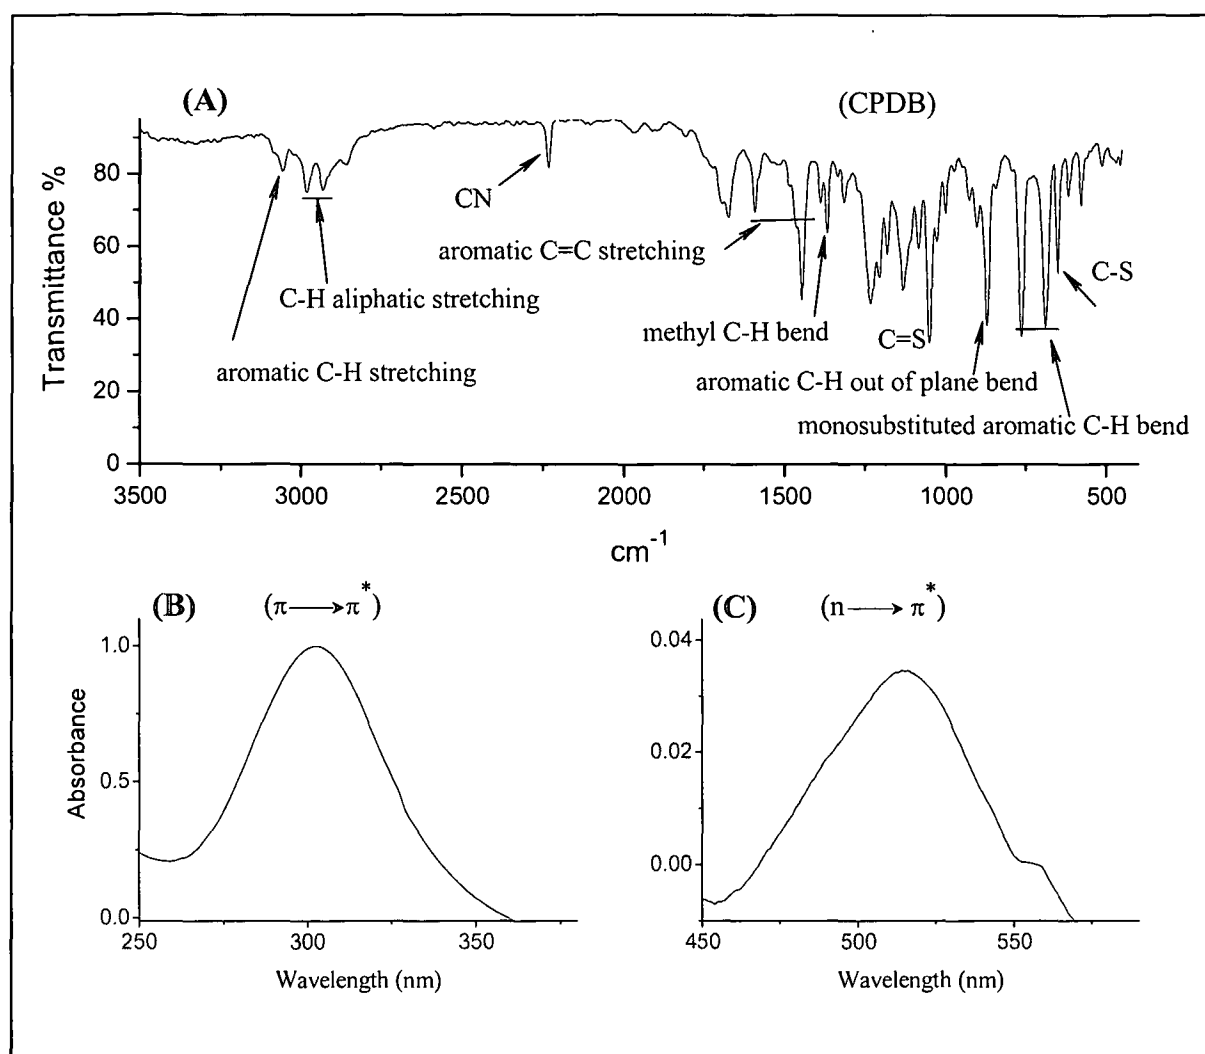 (A)
(CPDB)
Transmittance %
80
60
40
20
0
CN
aromatic C=C stretching
C-H aliphatic stretching
aromatic C-H stretching
methyl C-H bend
C=S
C-S
aromatic C-H out of plane bend
monosubstituted aromatic C-H bend
3500 3000 2500 2000 1500 1000 500
cm⁻¹
(B) (π⟶π*)
Absorbance
1.0
0.5
0.0
250 300 350
Wavelength (nm)
(C) (n⟶π*)
0.04
0.02
0.00
450 500 550
Wavelength (nm)